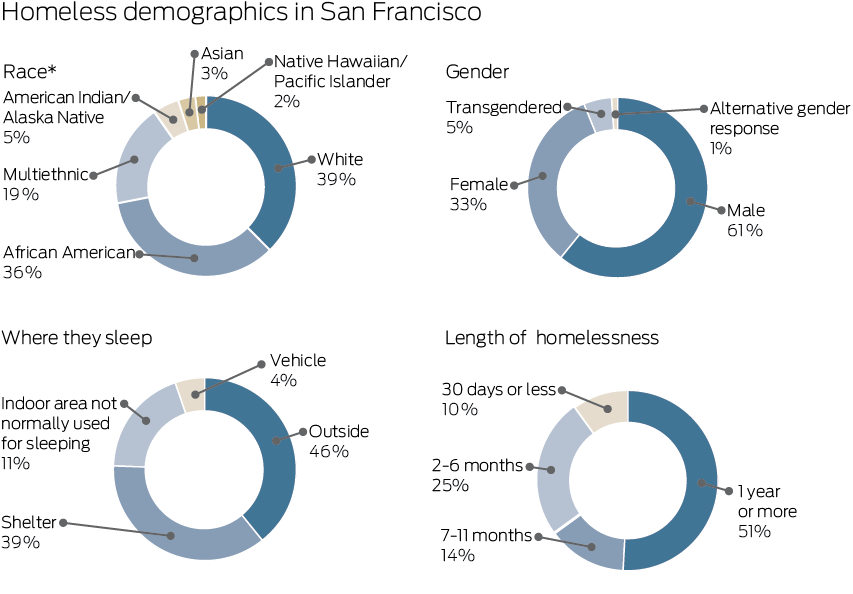 Homeless demographics in San Francisco
Race*
Asian
3%
Native Hawaiian/
Pacific Islander
2%
American Indian/
Alaska Native
5%
White
39%
Multiethnic
19%
African American
36%
Gender
Transgendered
5%
Alternative gender
response
1%
Female
33%
Male
61%
Where they sleep
Vehicle
4%
Indoor area not
normally used
for sleeping
11%
Outside
46%
Shelter
39%
Length of homelessness
30 days or less
10%
2-6 months
25%
1 year
or more
51%
7-11 months
14%